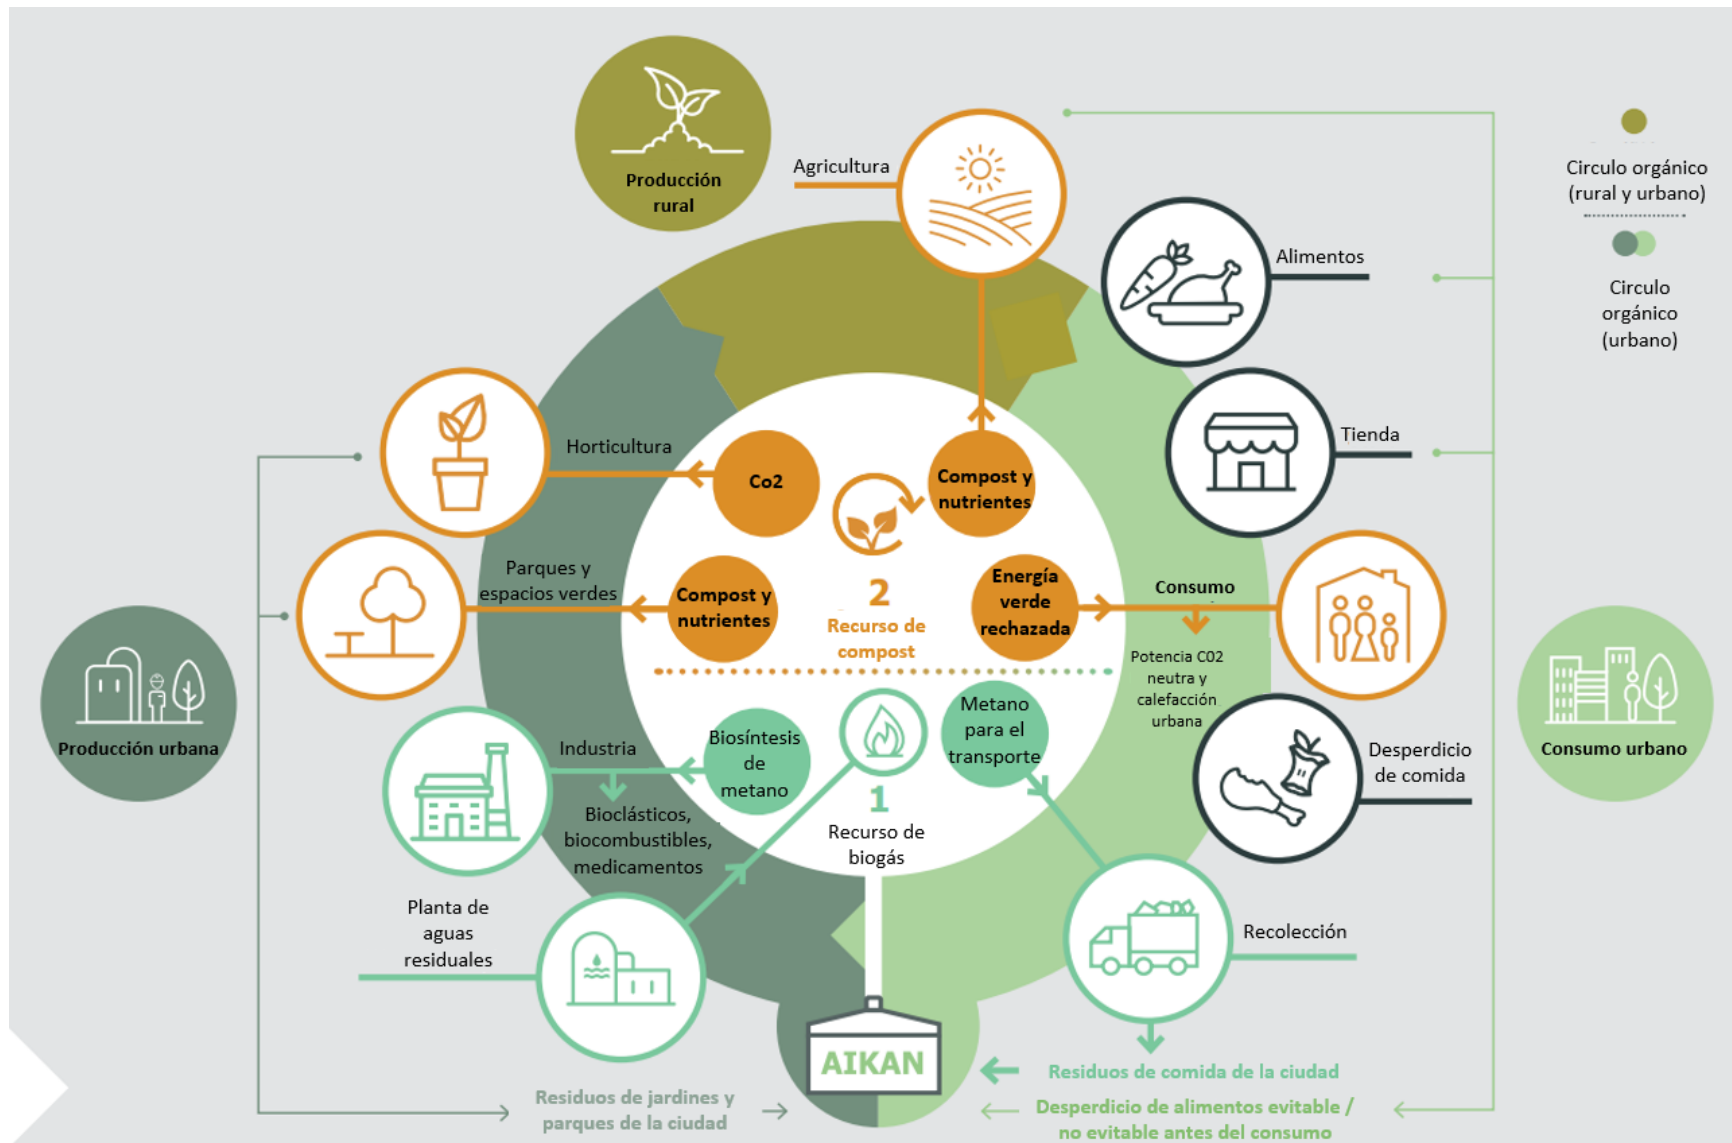 Producción
rural
Agricultura
Circulo orgánico
(rural y urbano)
Circulo
orgánico
(urbano)
Alimentos
Tienda
Horticultura
Co2
Compost y
nutrientes
Parques y
espacios verdes
Compost y
nutrientes
2
Recurso de
compost
Energía
verde
rechazada
Consumo
Potencia C02
neutra y
calefacción
urbana
Producción urbana
Consumo urbano
Industria
Biosíntesis
de
metano
Metano
para el
transporte
Desperdicio
de comida
Bioclásticos,
biocombustibles,
medicamentos
1
Recurso de
biogás
Planta de
aguas
residuales
Recolección
AIKAN
Residuos de comida de la ciudad
Residuos de jardines y
parques de la ciudad
Desperdicio de alimentos evitable /
no evitable antes del consumo